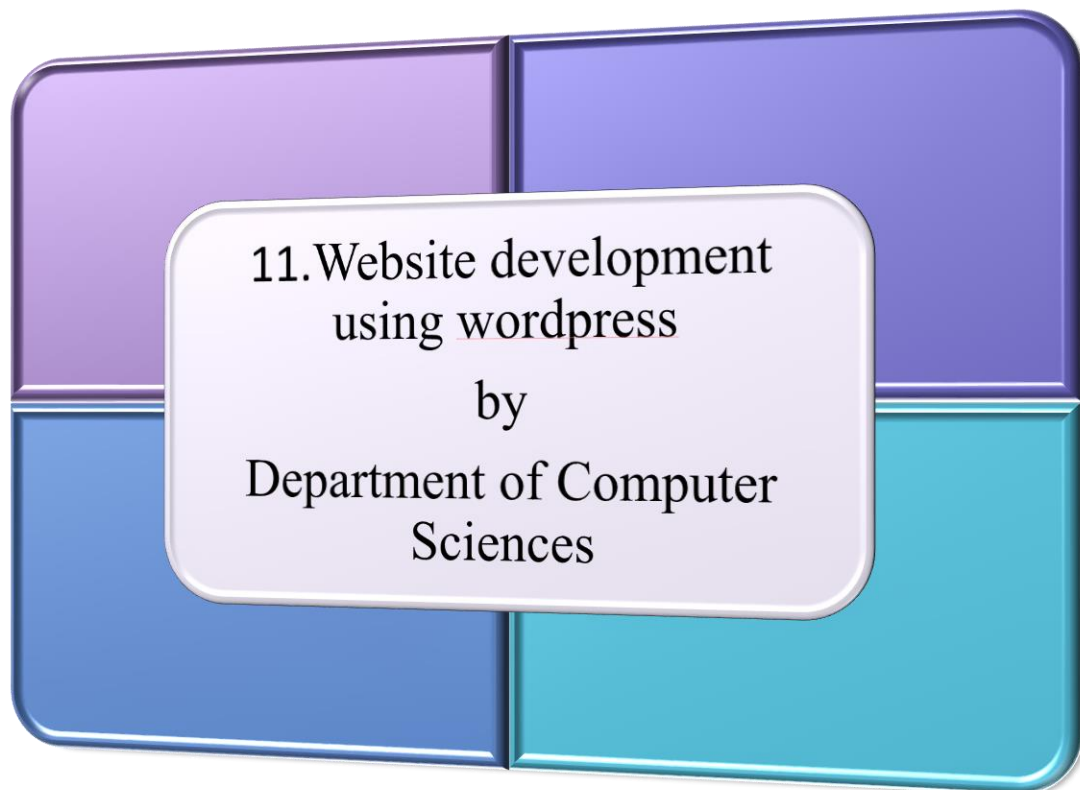 11.Website development
using wordpress
by
Department of Computer
Sciences